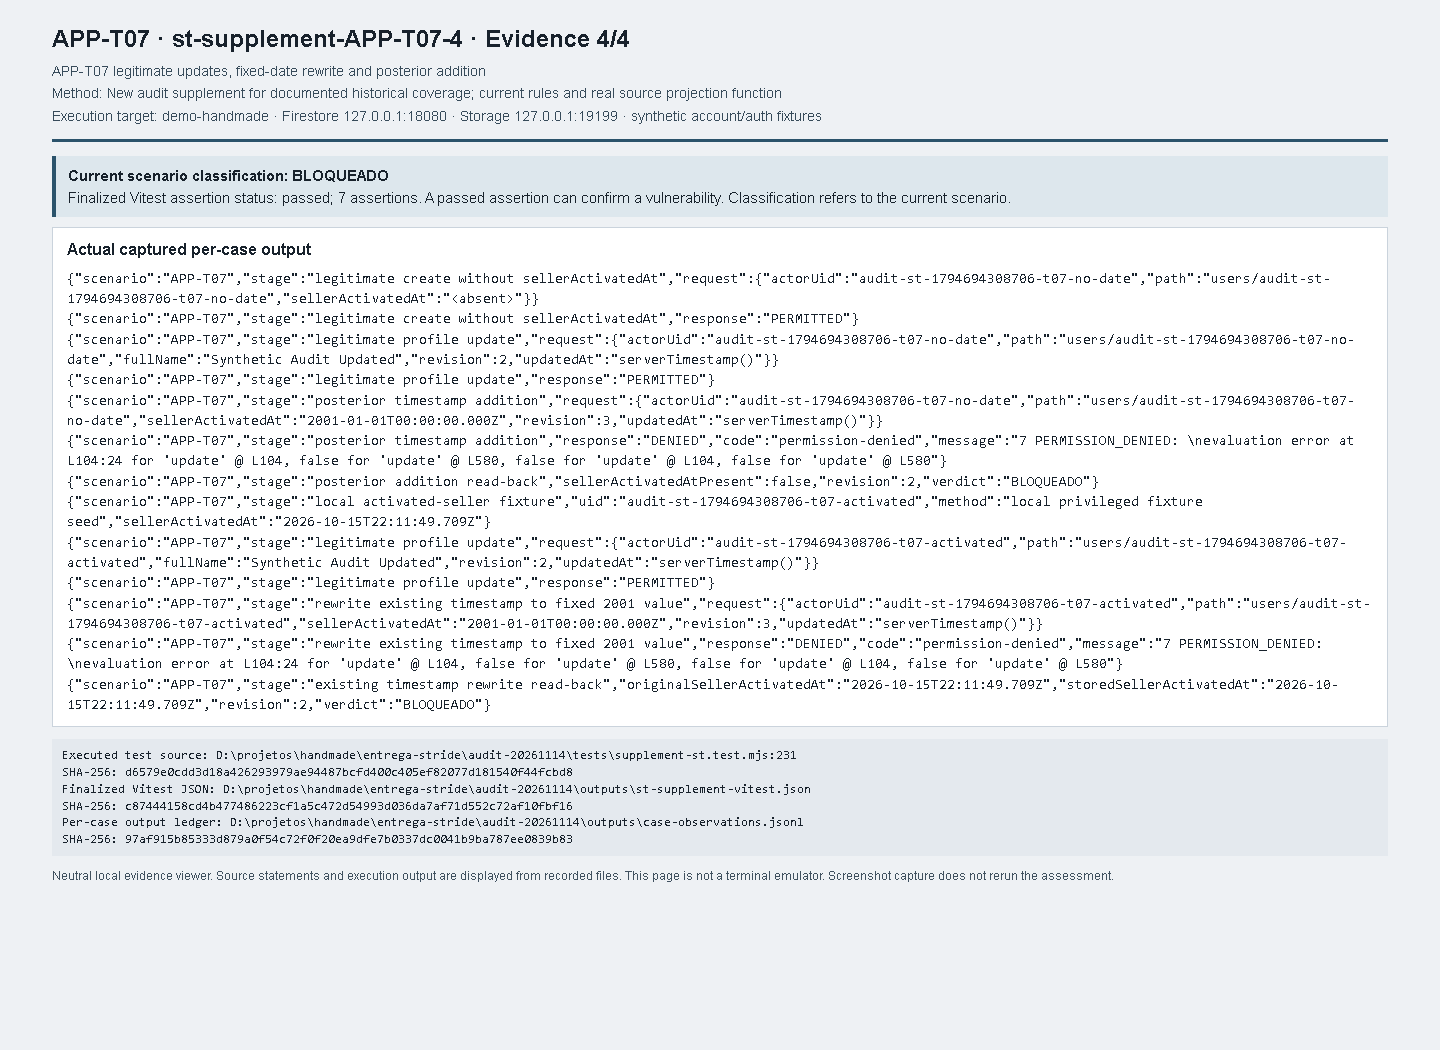 APP-T07 · st-supplement-APP-T07-4 · Evidence 4/4
APP-T07 legitimate updates, fixed-date rewrite and posterior addition
Method: New audit supplement for documented historical coverage; current rules and real source projection function
Execution target: demo-handmade · Firestore 127.0.0.1:18080 · Storage 127.0.0.1:19199 · synthetic account/auth fixtures
Current scenario classification: BLOQUEADO
Finalized Vitest assertion status: passed; 7 assertions. A passed assertion can confirm a vulnerability. Classification refers to the current scenario.
Actual captured per-case output
{"scenario":"APP-T07","stage":"legitimate create without sellerActivatedAt","request":{"actorUid":"audit-st-1794694308706-t07-no-date","path":"users/audit-st-
1794694308706-t07-no-date","sellerActivatedAt":"<absent>"}}
{"scenario":"APP-T07","stage":"legitimate create without sellerActivatedAt","response":"PERMITTED"}
{"scenario":"APP-T07","stage":"legitimate profile update","request":{"actorUid":"audit-st-1794694308706-t07-no-date","path":"users/audit-st-1794694308706-t07-no-
date","fullName":"Synthetic Audit Updated","revision":2,"updatedAt":"serverTimestamp()"}}
{"scenario":"APP-T07","stage":"legitimate profile update","response":"PERMITTED"}
{"scenario":"APP-T07","stage":"posterior timestamp addition","request":{"actorUid":"audit-st-1794694308706-t07-no-date","path":"users/audit-st-1794694308706-t07-
no-date","sellerActivatedAt":"2001-01-01T00:00:00.000Z","revision":3,"updatedAt":"serverTimestamp()"}}
{"scenario":"APP-T07","stage":"posterior timestamp addition","response":"DENIED","code":"permission-denied","message":"7 PERMISSION_DENIED: \nevaluation error at
L104:24 for 'update' @ L104, false for 'update' @ L580, false for 'update' @ L104, false for 'update' @ L580"}
{"scenario":"APP-T07","stage":"posterior addition read-back","sellerActivatedAtPresent":false,"revision":2,"verdict":"BLOQUEADO"}
{"scenario":"APP-T07","stage":"local activated-seller fixture","uid":"audit-st-1794694308706-t07-activated","method":"local privileged fixture
seed","sellerActivatedAt":"2026-10-15T22:11:49.709Z"}
{"scenario":"APP-T07","stage":"legitimate profile update","request":{"actorUid":"audit-st-1794694308706-t07-activated","path":"users/audit-st-1794694308706-t07-
activated","fullName":"Synthetic Audit Updated","revision":2,"updatedAt":"serverTimestamp()"}}
{"scenario":"APP-T07","stage":"legitimate profile update","response":"PERMITTED"}
{"scenario":"APP-T07","stage":"rewrite existing timestamp to fixed 2001 value","request":{"actorUid":"audit-st-1794694308706-t07-activated","path":"users/audit-st-
1794694308706-t07-activated","sellerActivatedAt":"2001-01-01T00:00:00.000Z","revision":3,"updatedAt":"serverTimestamp()"}}
{"scenario":"APP-T07","stage":"rewrite existing timestamp to fixed 2001 value","response":"DENIED","code":"permission-denied","message":"7 PERMISSION_DENIED:
\nevaluation error at L104:24 for 'update' @ L104, false for 'update' @ L580, false for 'update' @ L104, false for 'update' @ L580"}
{"scenario":"APP-T07","stage":"existing timestamp rewrite read-back","originalSellerActivatedAt":"2026-10-15T22:11:49.709Z","storedSellerActivatedAt":"2026-10-
15T22:11:49.709Z","revision":2,"verdict":"BLOQUEADO"}
Executed test source: D:\projetos\handmade\entrega-stride\audit-20261114\tests\supplement-st.test.mjs:231
SHA-256: d6579e0cdd3d18a426293979ae94487bcfd400c405ef82077d181540f44fcbd8
Finalized Vitest JSON: D:\projetos\handmade\entrega-stride\audit-20261114\outputs\st-supplement-vitest.json
SHA-256: c87444158cd4b477486223cf1a5c472d54993d036da7af71d552c72af10fbf16
Per-case output ledger: D:\projetos\handmade\entrega-stride\audit-20261114\outputs\case-observations.jsonl
SHA-256: 97af915b85333d879a0f54c72f0f20ea9dfe7b0337dc0041b9ba787ee0839b83
Neutral local evidence viewer. Source statements and execution output are displayed from recorded files. This page is not a terminal emulator. Screenshot capture does not rerun the assessment.